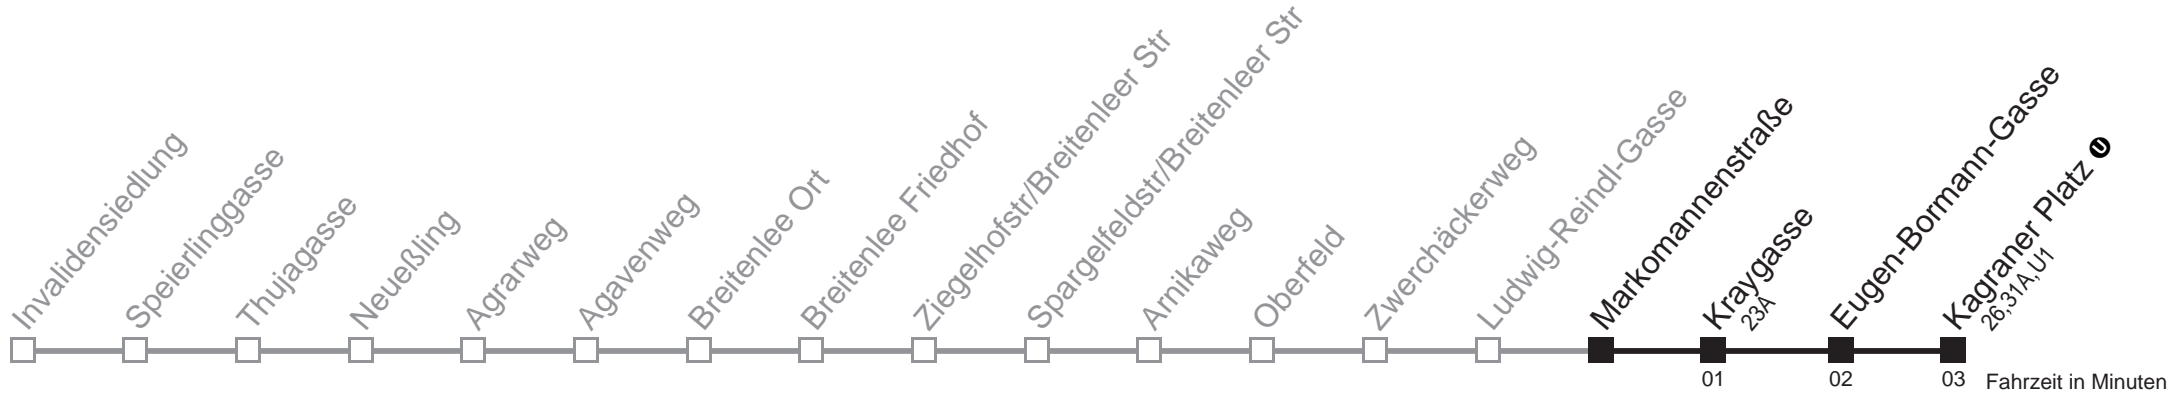 Invalidensiedlung
Speierlinggasse
Thujagasse
Neueßling
Agrarweg
Agavenweg
Breitenlee Ort
Breitenlee Friedhof
Ziegelhofstr/Breitenleer Str
Spargelfeldstr/Breitenleer Str
Arnikaweg
Oberfeld
Zwerchäckerweg
Ludwig-Reindl-Gasse
Markomannenstraße
Kraygasse
23A
Eugen-Bormann-Gasse
Kagraner Platz U
26,31A,U1
01 02 03 Fahrzeit in Minuten